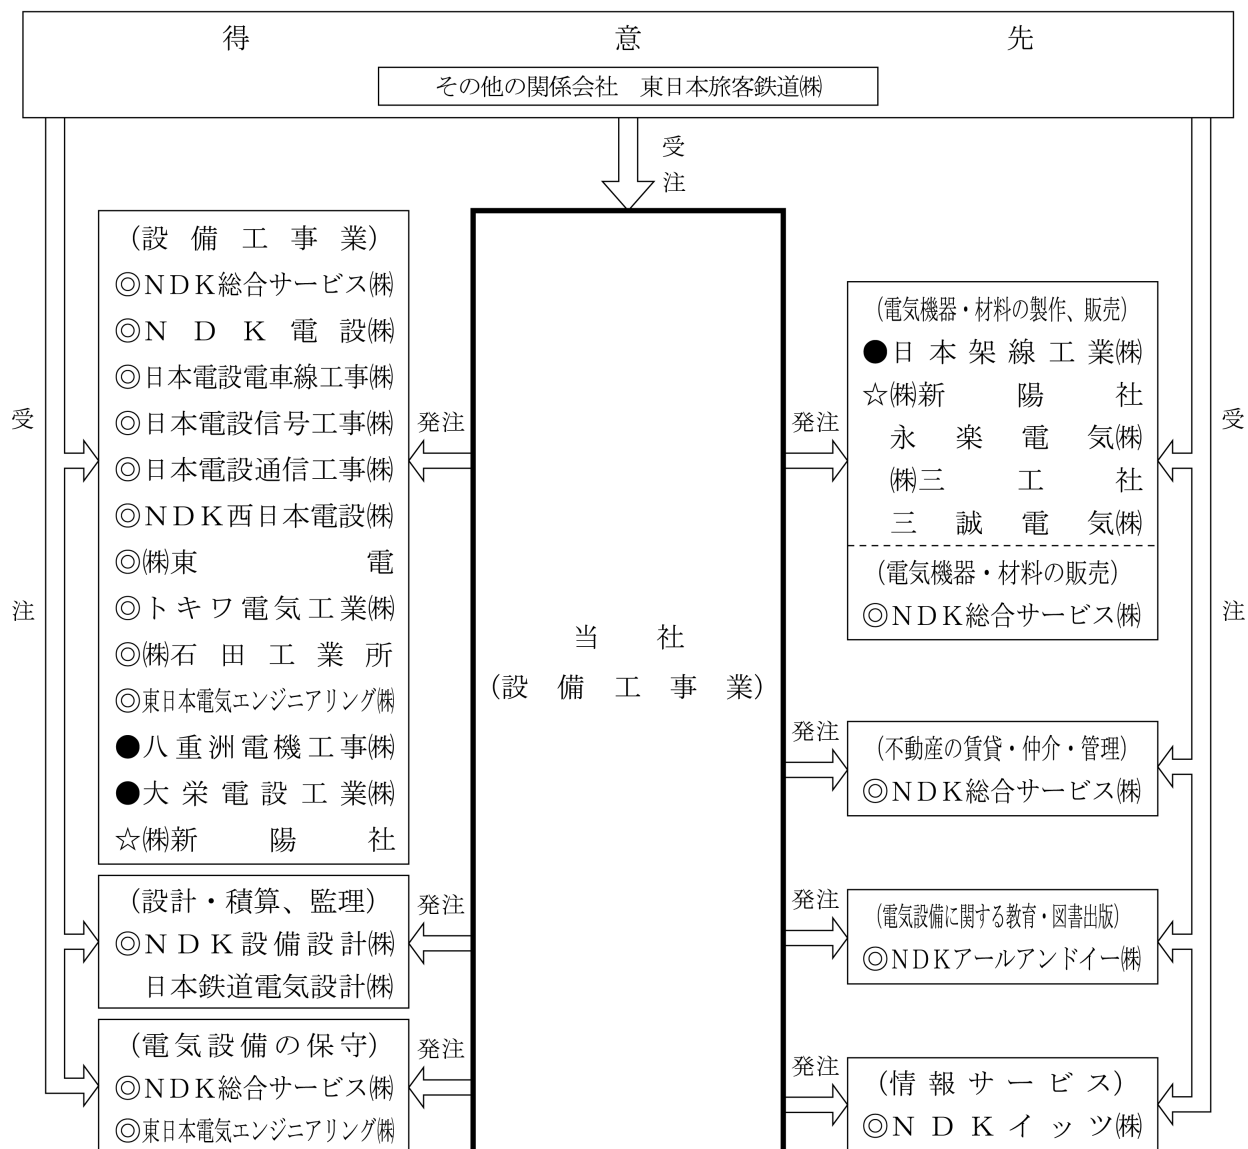 得意先
その他の関係会社　東日本旅客鉄道㈱
受注
受注
(設備工事業)
◎NDK総合サービス㈱
◎NDK電設㈱
◎日本電設電車線工事㈱
◎日本電設信号工事㈱
◎日本電設通信工事㈱
◎NDK西日本電設㈱
◎㈱東電
◎トキワ電気工業㈱
◎㈱石田工業所
◎東日本電気エンジニアリング㈱
●八重洲電機工事㈱
●大栄電設工業㈱
☆㈱新陽社
発注
(設計・積算、監理)
◎NDK設備設計㈱
日本鉄道電気設計㈱
発注
(電気設備の保守)
◎NDK総合サービス㈱
◎東日本電気エンジニアリング㈱
発注
当社
(設備工事業)
発注
(電気機器・材料の製作、販売)
●日本架線工業㈱
☆㈱新陽社
永楽電気㈱
㈱三工社
三誠電気㈱
(電気機器・材料の販売)
◎NDK総合サービス㈱
発注
(不動産の賃貸・仲介・管理)
◎NDK総合サービス㈱
発注
(電気設備に関する教育・図書出版)
◎NDKアールアンドイー㈱
発注
(情報サービス)
◎NDKイッツ㈱
受注